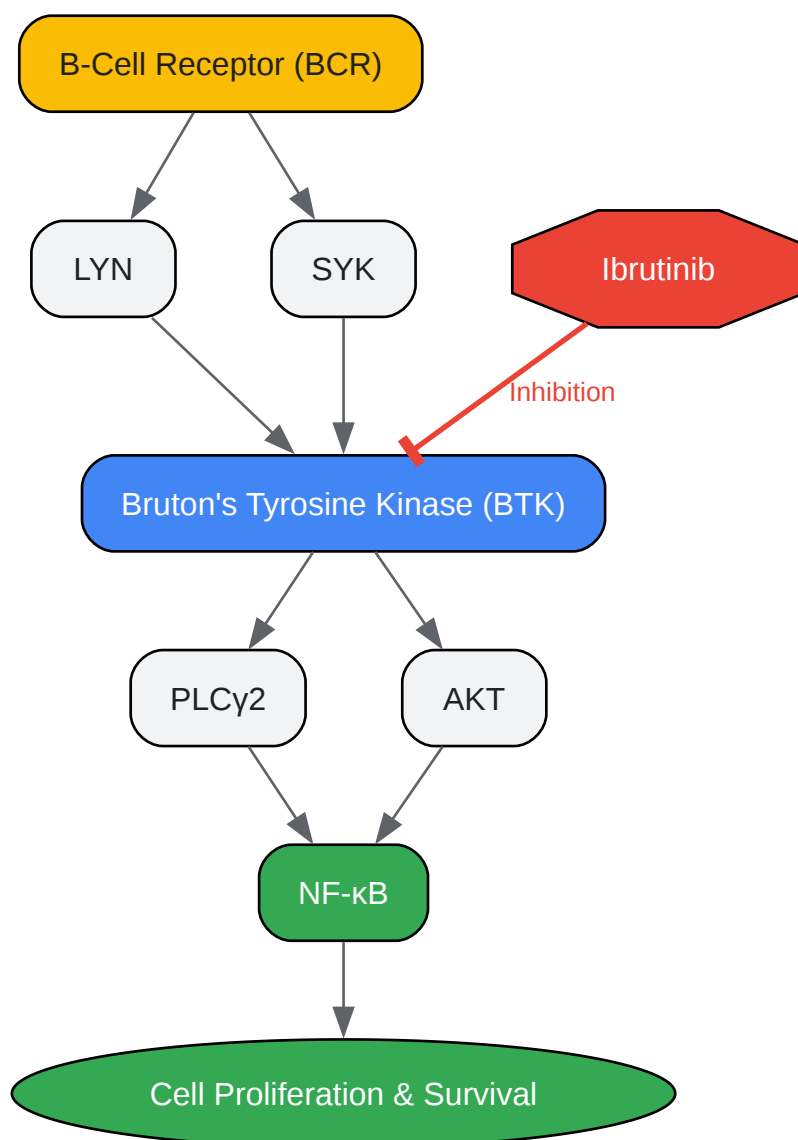 B-Cell Receptor (BCR)
LYN
SYK
Ibrutinib
Inhibition
Bruton's Tyrosine Kinase (BTK)
PLCγ2
AKT
NF-κB
Cell Proliferation & Survival